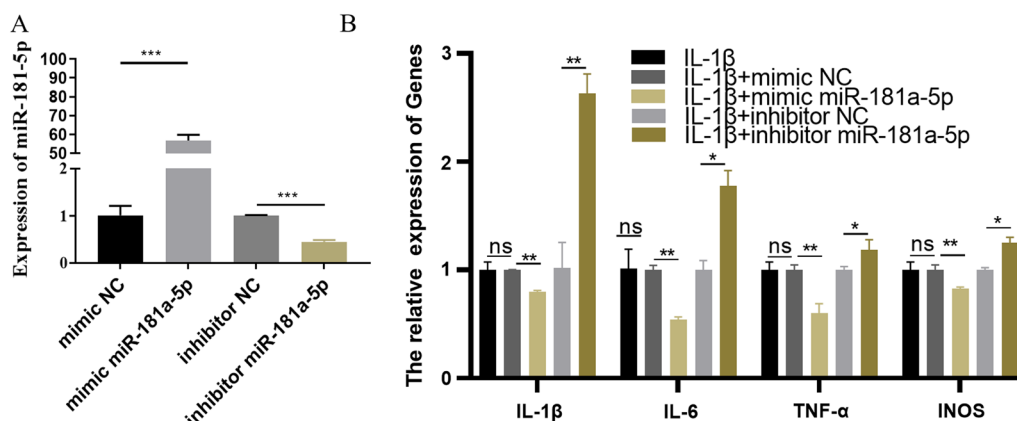 A
Expression of miR-181-5p
100
90
80
70
60
50
2
1
0
***
***
mimic NC
mimic miR-181a-5p
inhibitor NC
inhibitor miR-181a-5p
B
The relative expression of Genes
3
2
1
0
IL-1β
IL-1β+mimic NC
IL-1β+mimic miR-181a-5p
IL-1β+inhibitor NC
IL-1β+inhibitor miR-181a-5p
ns
**
**
ns
**
*
ns
**
*
ns
**
*
IL-1β
IL-6
TNF-α
INOS